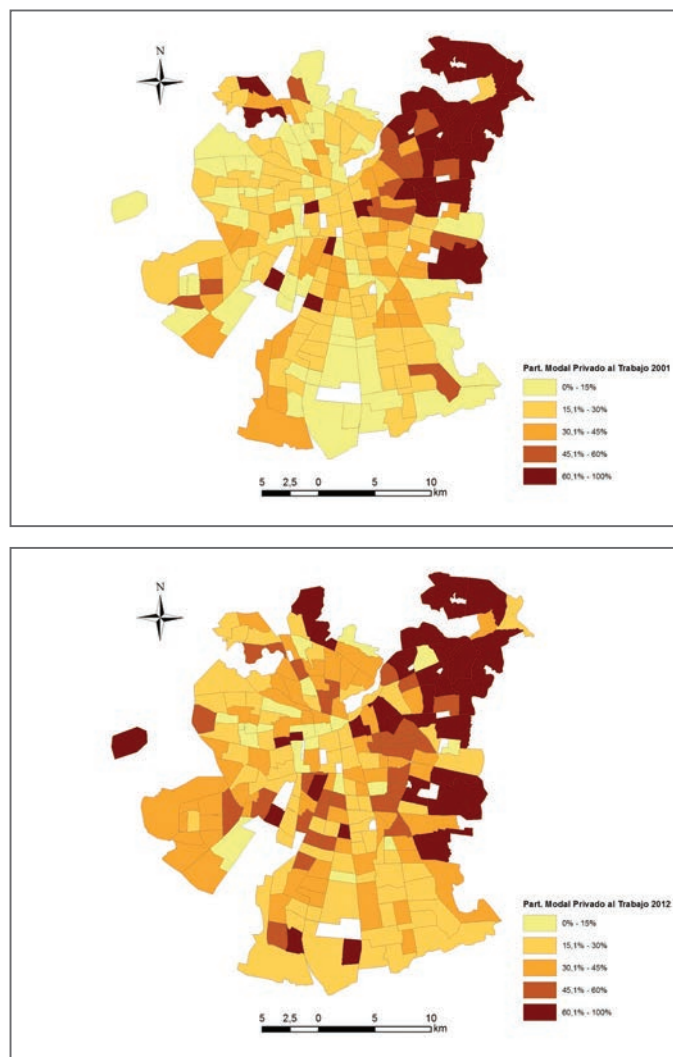 N
Part. Modal Privado al Trabajo 2001
0% - 15%
15,1% - 30%
30,1% - 45%
45,1% - 60%
60,1% - 100%
5 2,5 0 5 10
km
N
Part. Modal Privado al Trabajo 2012
0% - 15%
15,1% - 30%
30,1% - 45%
45,1% - 60%
60,1% - 100%
5 2,5 0 5 10
km